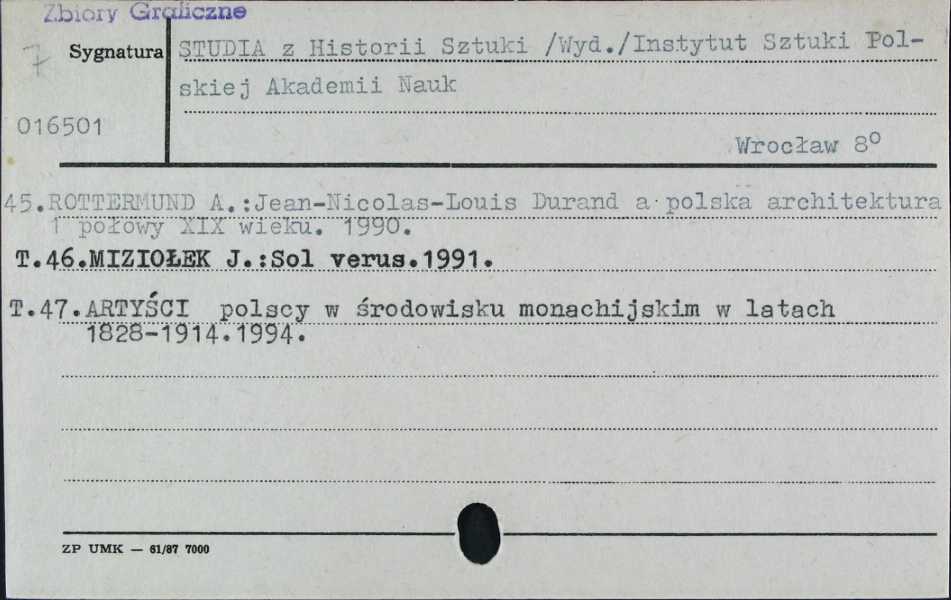 Zbiory Graficzne
7
Sygnatura
016501
STUDIA z Historii Sztuki /Wyd./Instytut Sztuki Pol-
skiej Akademii Nauk
Wrocław 8⁰
45.ROTTERMUND A.:Jean-Nicolas-Louis Durand a polska architektura
1 połowy XIX wieku. 1990.
T.46.MIZIOŁEK J.:Sol verus.1991.
T.47.ARTYŚCI polscy w środowisku monachijskim w latach
1828-1914.1994.
ZP UMK — 61/87 7000